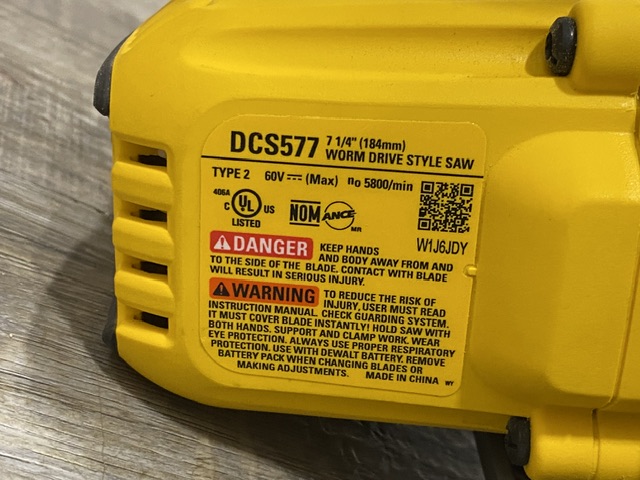 DCS577 7 1/4" (184mm)
WORM DRIVE STYLE SAW
TYPE 2 60V⎓ (Max) n₀ 5800/min
406A
C UL US
LISTED
NOM ANCE
MR
W1J6JDY
DANGER KEEP HANDS
AND BODY AWAY FROM AND
TO THE SIDE OF THE BLADE. CONTACT WITH BLADE
WILL RESULT IN SERIOUS INJURY.
WARNING TO REDUCE THE RISK OF
INJURY, USER MUST READ
INSTRUCTION MANUAL. CHECK GUARDING SYSTEM.
IT MUST COVER BLADE INSTANTLY! HOLD SAW WITH
BOTH HANDS. SUPPORT AND CLAMP WORK. WEAR
EYE PROTECTION. ALWAYS USE PROPER RESPIRATORY
PROTECTION. USE WITH DEWALT BATTERY. REMOVE
BATTERY PACK WHEN CHANGING BLADES OR
MAKING ADJUSTMENTS. MADE IN CHINA WY